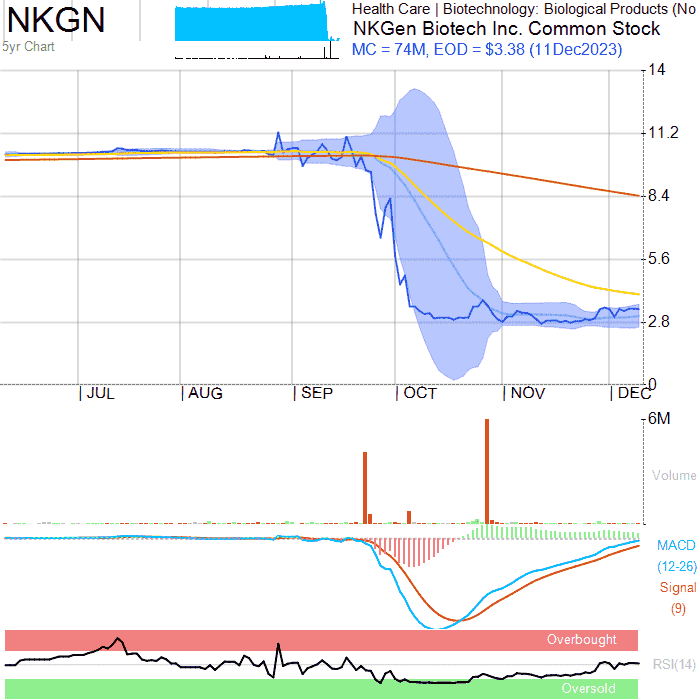 NKGN
Health Care | Biotechnology: Biological Products (No
NKGen Biotech Inc. Common Stock
5yr Chart
MC = 74M, EOD = $3.38 (11Dec2023)
14
11.2
8.4
5.6
2.8
0
JUL AUG SEP OCT NOV DEC
6M
Volume
MACD
(12-26)
Signal
(9)
Overbought
RSI(14)
Oversold